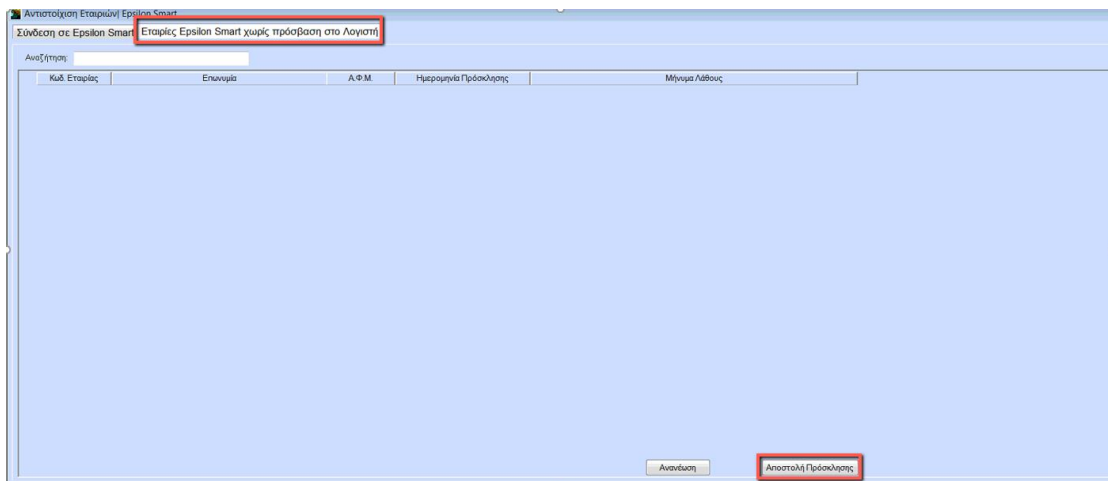 Αντιστοίχιση Εταιριών| Epsilon Smart
Σύνδεση σε Epsilon Smart Εταιρίες Epsilon Smart χωρίς πρόσβαση στο Λογιστή
Αναζήτηση:
Κωδ. Εταιρίας Επωνυμία Α.Φ.Μ. Ημερομηνία Πρόσκλησης Μήνυμα Λάθους
Ανανέωση Αποστολή Πρόσκλησης